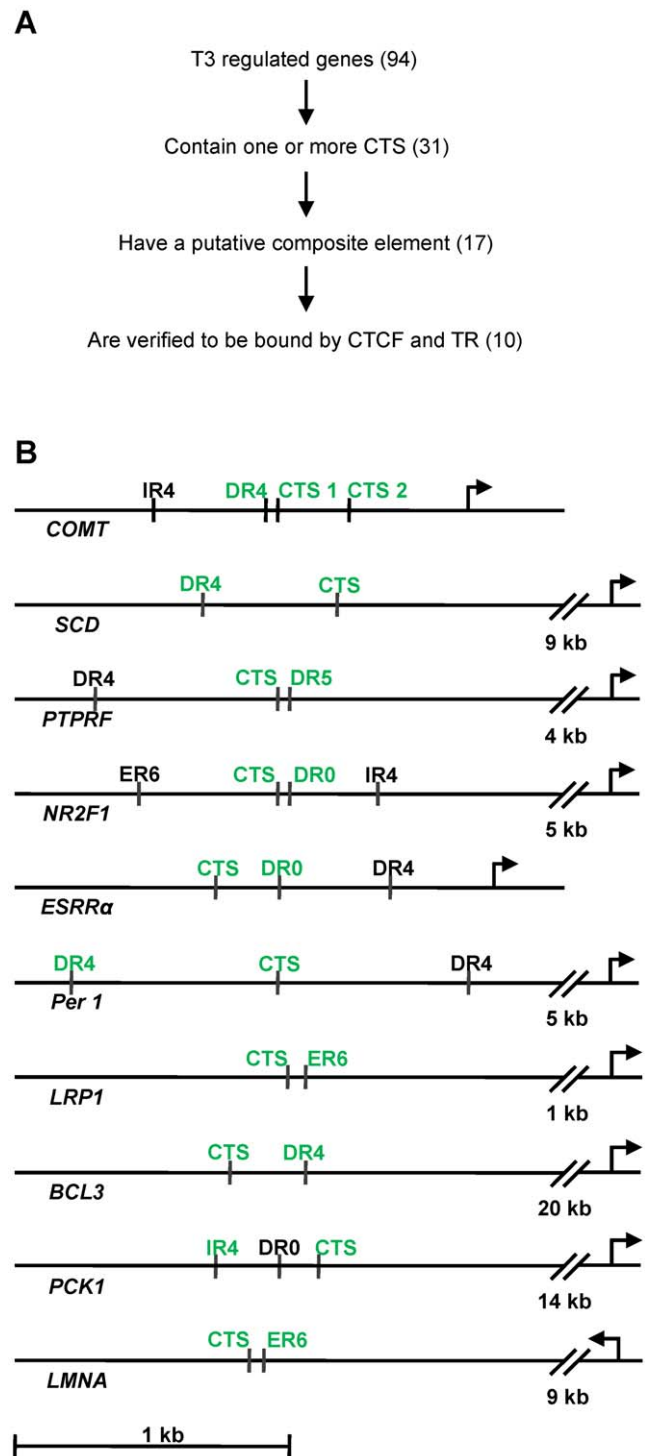 A
T3 regulated genes (94)
Contain one or more CTS (31)
Have a putative composite element (17)
Are verified to be bound by CTCF and TR (10)
B
IR4 DR4 CTS 1 CTS 2
COMT
DR4 CTS
SCD
9 kb
DR4 CTS DR5
PTPRF
4 kb
ER6 CTS DR0 IR4
NR2F1
5 kb
CTS DR0 DR4
ESRRα
DR4 CTS DR4
Per 1
5 kb
CTS ER6
LRP1
1 kb
CTS DR4
BCL3
20 kb
IR4 DR0 CTS
PCK1
14 kb
CTS ER6
LMNA
9 kb
1 kb